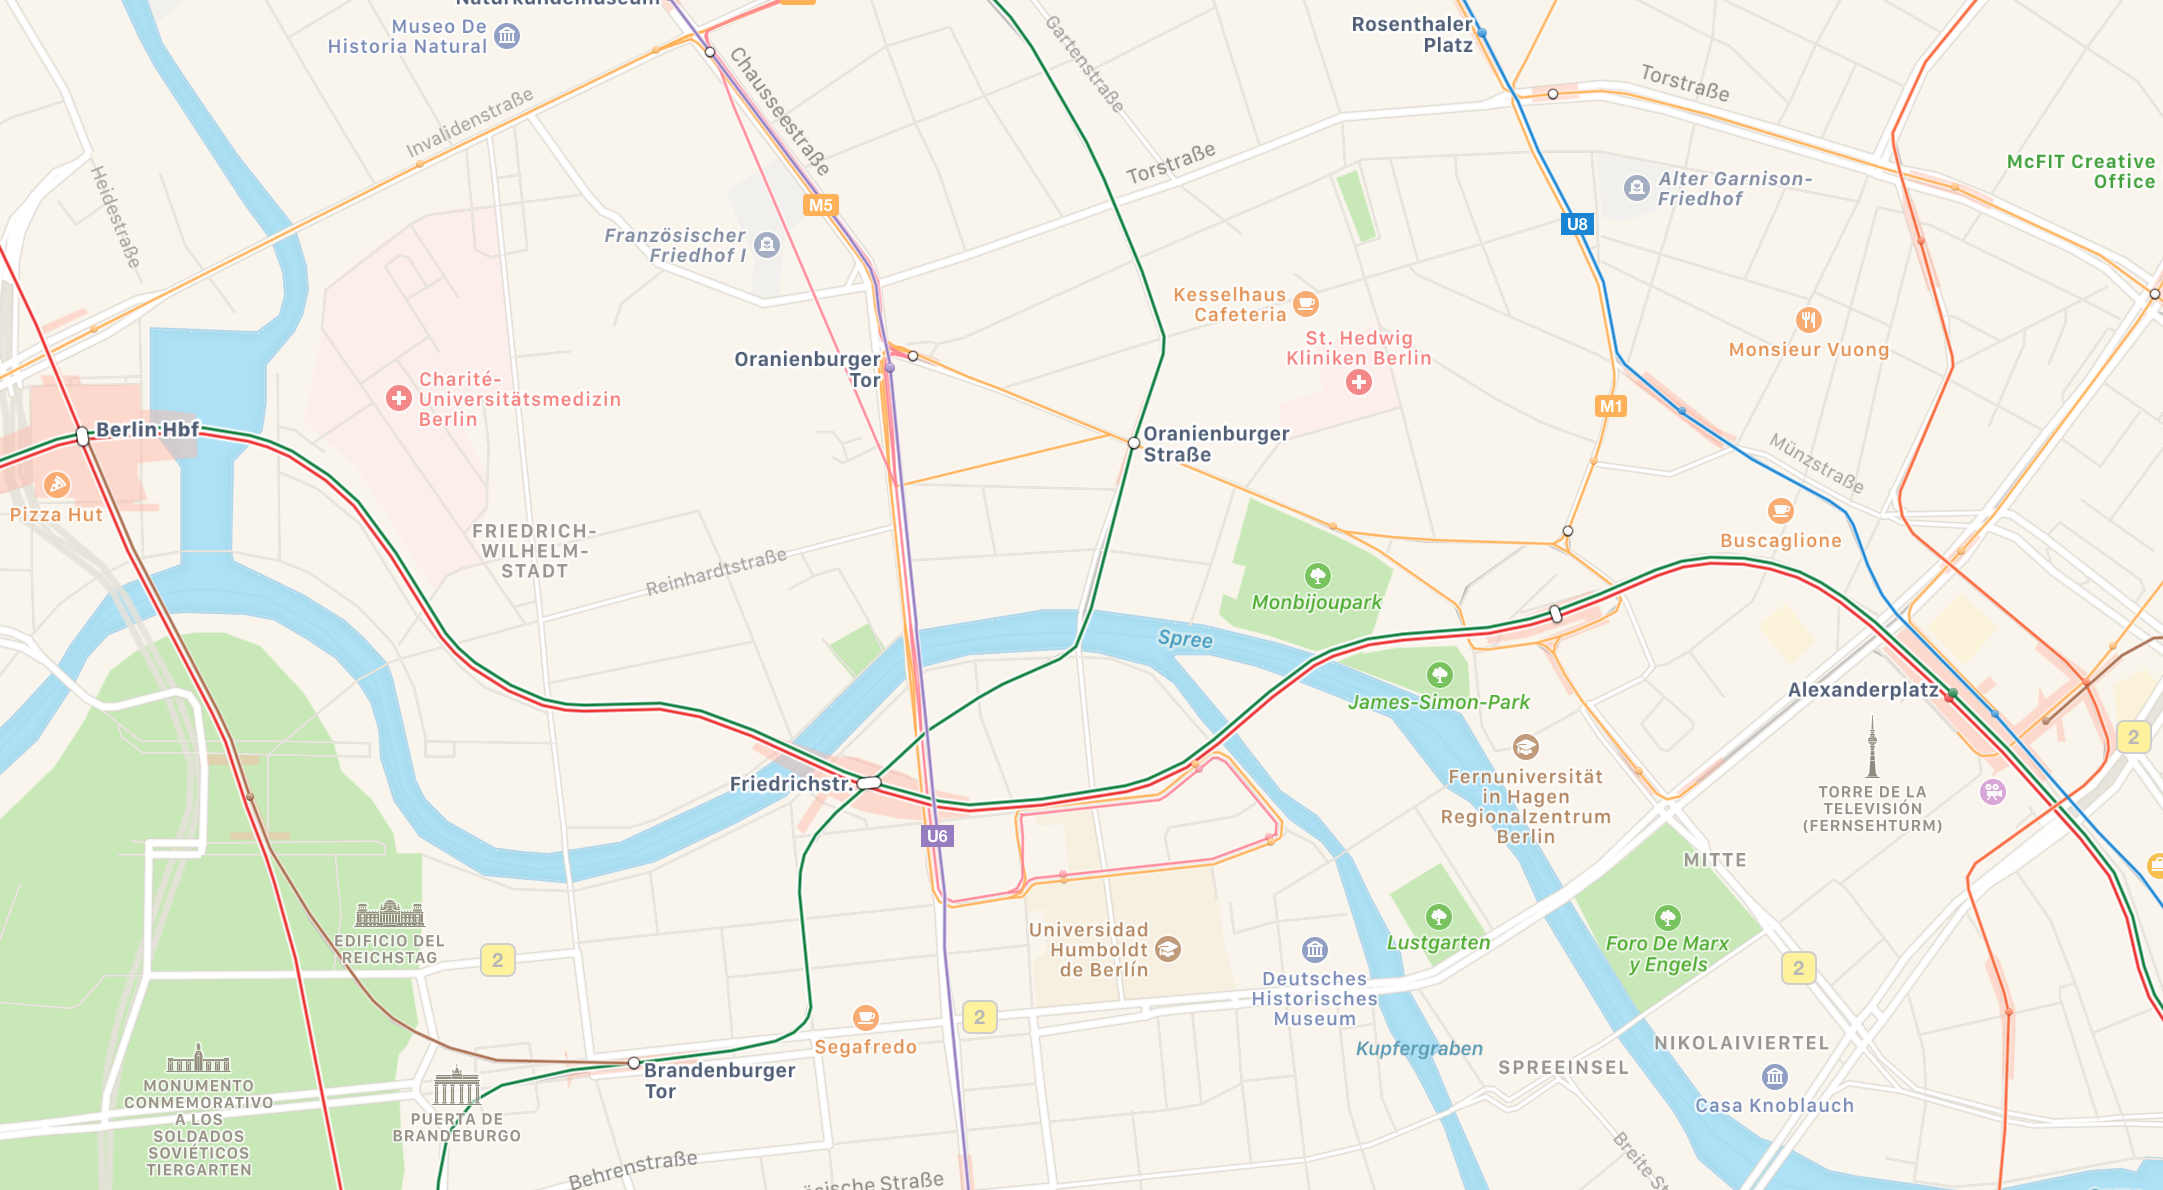 Naturkundemuseum
Museo De
Historia Natural
Chausseestraße
Gartenstraße
Rosenthaler
Platz
Torstraße
Invalidenstraße
Heidestraße
Torstraße
McFIT Creative
Office
Alter Garnison-
Friedhof
M5
U8
Französischer
Friedhof I
Kesselhaus
Cafeteria
St. Hedwig
Kliniken Berlin
Monsieur Vuong
Oranienburger
Tor
Charité-
Universitätsmedizin
Berlin
M1
Berlin Hbf
Oranienburger
Straße
Münzstraße
Pizza Hut
FRIEDRICH-
WILHELM-
STADT
Buscaglione
Reinhardtstraße
Monbijoupark
Spree
James-Simon-Park
Alexanderplatz
2
Friedrichstr.
Fernuniversität
in Hagen
Regionalzentrum
Berlin
TORRE DE LA
TELEVISIÓN
(FERNSEHTURM)
U6
MITTE
EDIFICIO DEL
REICHSTAG
2
Universidad
Humboldt
de Berlín
Lustgarten
Foro De Marx
y Engels
2
Deutsches
Historisches
Museum
2
Segafredo
Kupfergraben
NIKOLAIVIERTEL
SPREEINSEL
Brandenburger
Tor
MONUMENTO
CONMEMORATIVO
A LOS
SOLDADOS
SOVIÉTICOS
TIERGARTEN
PUERTA DE
BRANDEBURGO
Casa Knoblauch
Behrenstraße
Breite St
ösische Straße